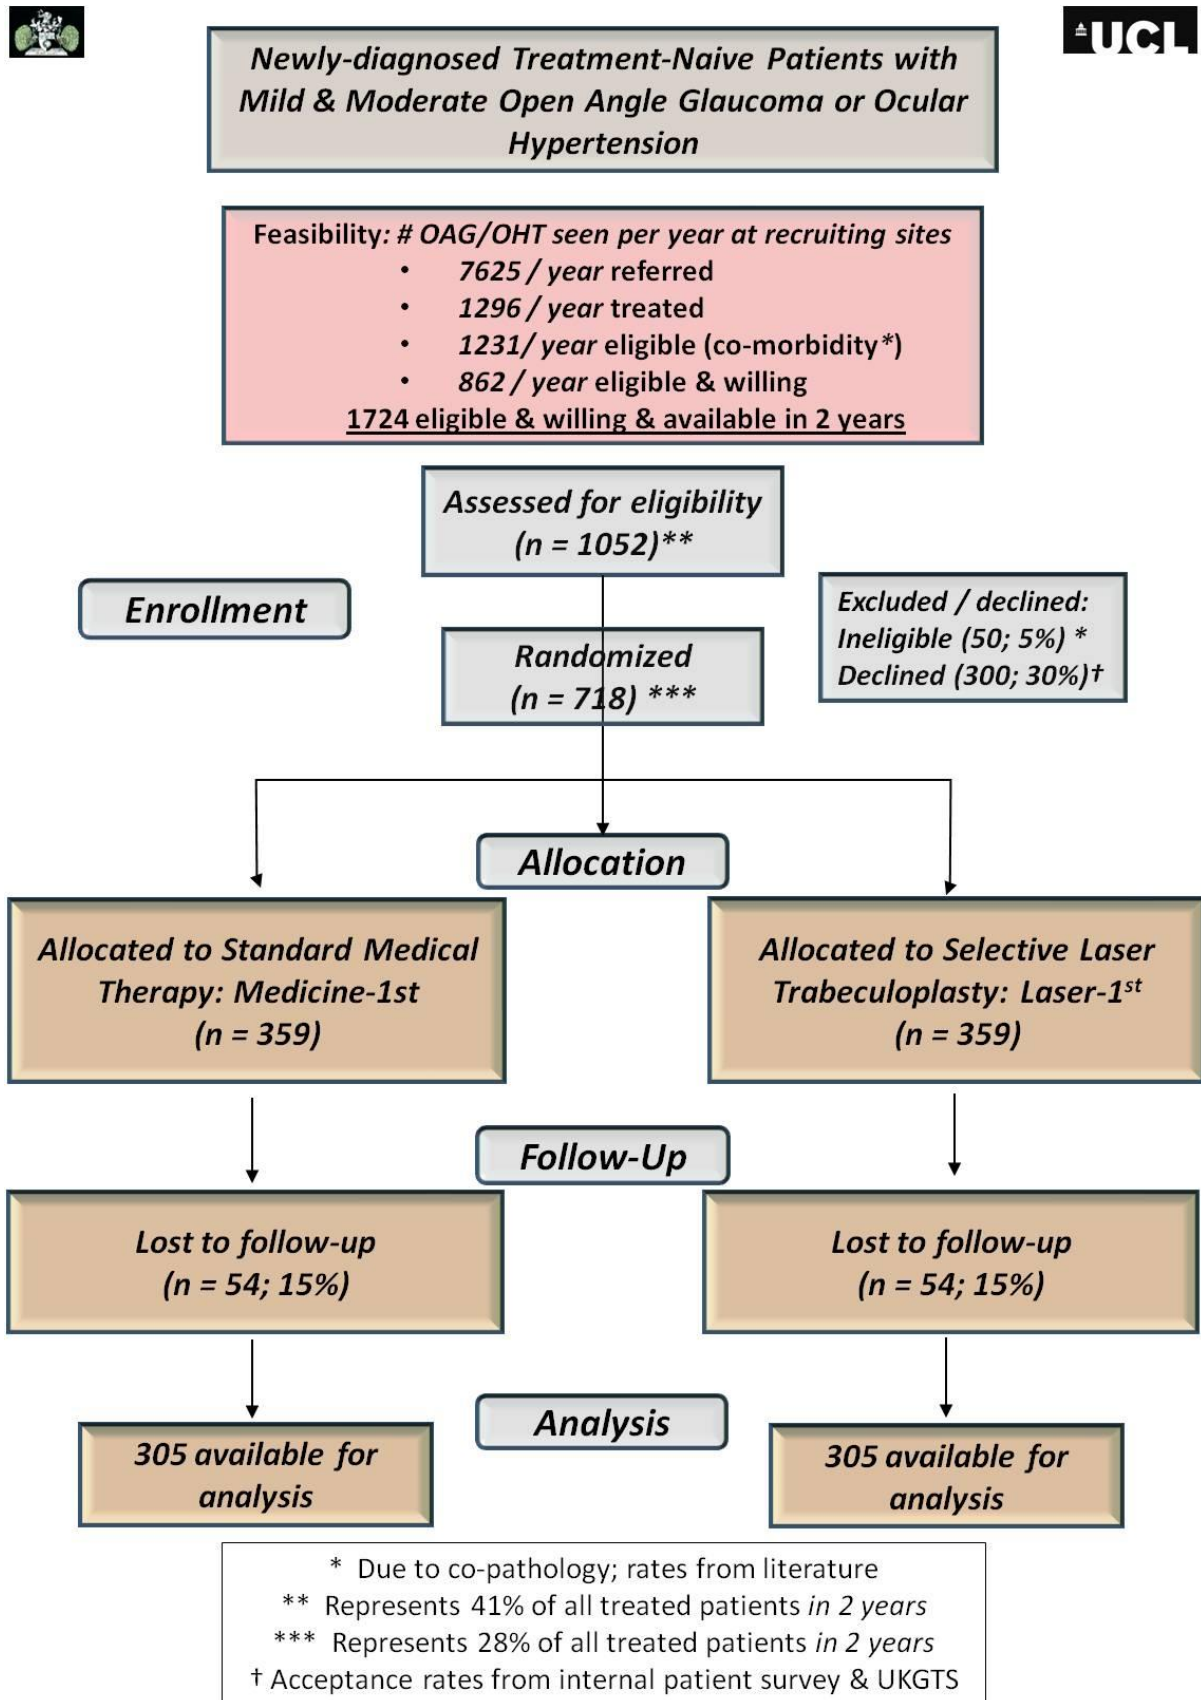 UCL
Newly-diagnosed Treatment-Naive Patients with
Mild & Moderate Open Angle Glaucoma or Ocular
Hypertension
Feasibility: # OAG/OHT seen per year at recruiting sites
• 7625 / year referred
• 1296 / year treated
• 1231/ year eligible (co-morbidity*)
• 862 / year eligible & willing
1724 eligible & willing & available in 2 years
Assessed for eligibility
(n = 1052)**
Enrollment
Excluded / declined:
Ineligible (50; 5%) *
Declined (300; 30%)†
Randomized
(n = 718) ***
Allocation
Allocated to Standard Medical
Therapy: Medicine-1st
(n = 359)
Allocated to Selective Laser
Trabeculoplasty: Laser-1st
(n = 359)
Follow-Up
Lost to follow-up
(n = 54; 15%)
Lost to follow-up
(n = 54; 15%)
Analysis
305 available for
analysis
305 available for
analysis
* Due to co-pathology; rates from literature
** Represents 41% of all treated patients in 2 years
*** Represents 28% of all treated patients in 2 years
† Acceptance rates from internal patient survey & UKGTS